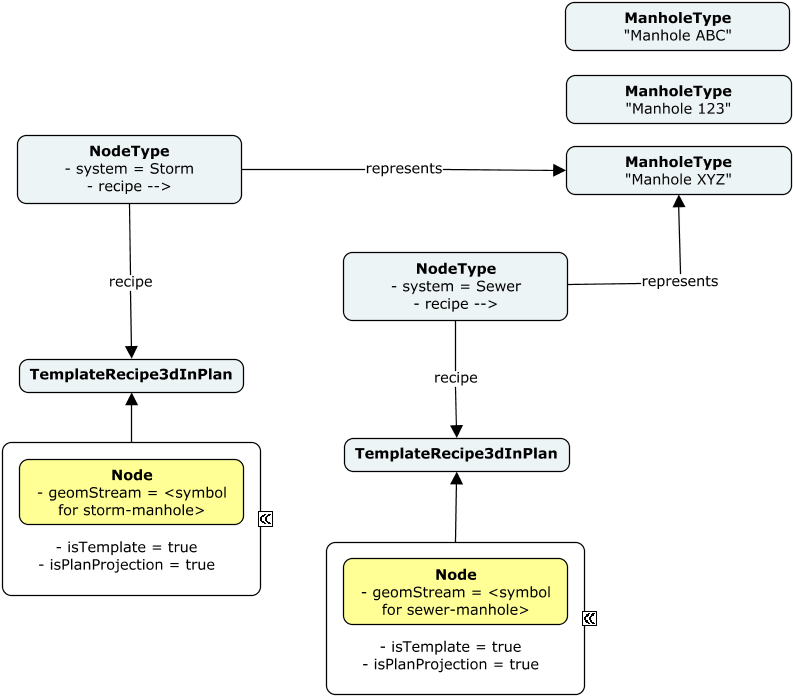 ManholeType
"Manhole ABC"
ManholeType
"Manhole 123"
NodeType
- system = Storm
- recipe -->
represents
ManholeType
"Manhole XYZ"
recipe
NodeType
- system = Sewer
- recipe -->
represents
TemplateRecipe3dInPlan
recipe
Node
- geomStream = <symbol
for storm-manhole>
- isTemplate = true
- isPlanProjection = true
TemplateRecipe3dInPlan
Node
- geomStream = <symbol
for sewer-manhole>
- isTemplate = true
- isPlanProjection = true